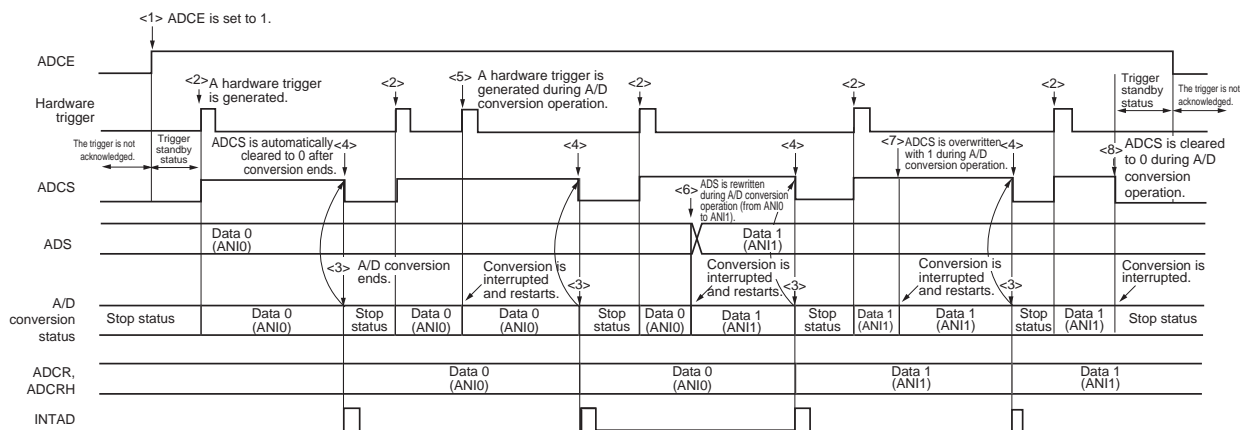 <1> ADCE is set to 1.
ADCE
<2> A hardware trigger
is generated.
<2>
<5> A hardware trigger is
generated during A/D
conversion operation.
<2>
<2>
<2>
Trigger
standby
status
The trigger is not
acknowledged.
Hardware
trigger
The trigger is not
acknowledged.
Trigger
standby
status
ADCS is automatically
cleared to 0 after
conversion ends.
<4>
<4>
<4>
<7> ADCS is overwritten
with 1 during A/D
conversion operation.
<4>
<8> ADCS is cleared
to 0 during A/D
conversion
operation.
ADCS
<6> ADS is rewritten
during A/D conversion
operation (from ANI0
to ANI1).
ADS
Data 0
(ANI0)
Data 1
(ANI1)
<3> A/D conversion
ends.
Conversion is
interrupted
and restarts.
<3>
Conversion is
interrupted
and restarts.
<3>
Conversion is
interrupted
and restarts.
<3>
Conversion is
interrupted.
A/D
conversion
status
Stop status
Data 0
(ANI0)
Stop
status
Data 0
(ANI0)
Data 0
(ANI0)
Stop
status
Data 0
(ANI0)
Data 1
(ANI1)
Stop
status
Data 1
(ANI1)
Data 1
(ANI1)
Stop
status
Data 1
(ANI1)
Stop status
ADCR,
ADCRH
Data 0
(ANI0)
Data 0
(ANI0)
Data 1
(ANI1)
Data 1
(ANI1)
INTAD